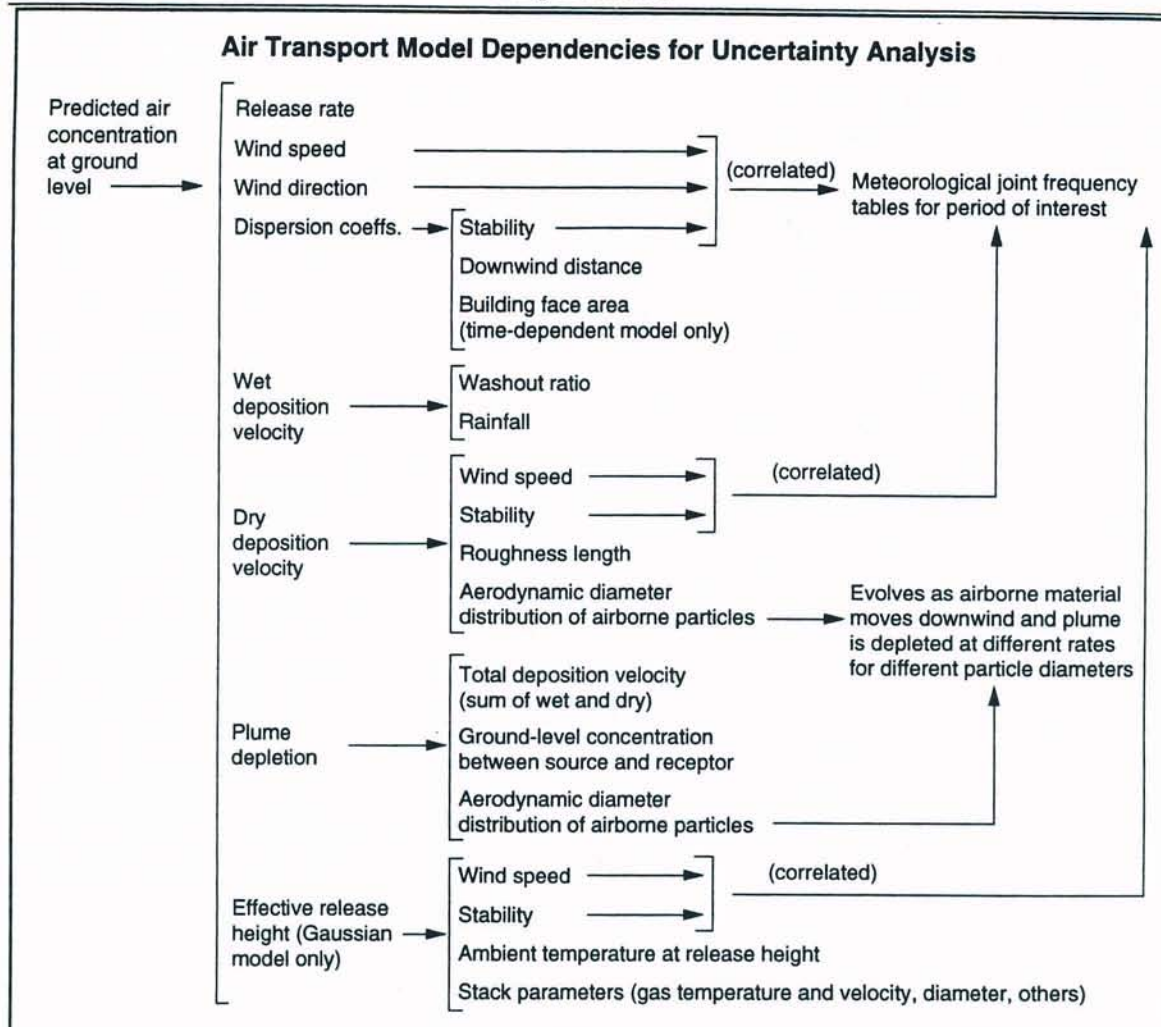 Air Transport Model Dependencies for Uncertainty Analysis
Predicted air
concentration
at ground
level
Release rate
Wind speed
Wind direction
(correlated)
Meteorological joint frequency
tables for period of interest
Dispersion coeffs.
Stability
Downwind distance
Building face area
(time-dependent model only)
Wet
deposition
velocity
Washout ratio
Rainfall
Dry
deposition
velocity
Wind speed
Stability
(correlated)
Roughness length
Aerodynamic diameter
distribution of airborne particles
Evolves as airborne material
moves downwind and plume
is depleted at different rates
for different particle diameters
Plume
depletion
Total deposition velocity
(sum of wet and dry)
Ground-level concentration
between source and receptor
Aerodynamic diameter
distribution of airborne particles
Effective release
height (Gaussian
model only)
Wind speed
Stability
(correlated)
Ambient temperature at release height
Stack parameters (gas temperature and velocity, diameter, others)